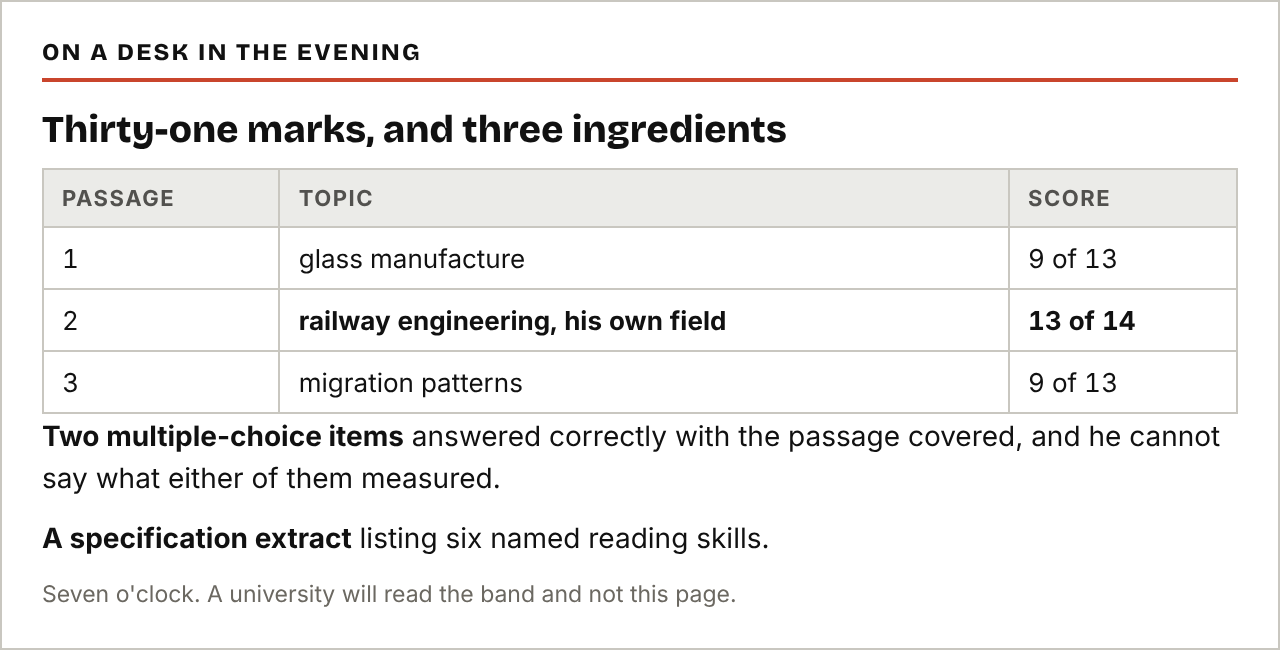 ON A DESK IN THE EVENING
Thirty-one marks, and three ingredients
PASSAGE TOPIC SCORE
1 glass manufacture 9 of 13
2 railway engineering, his own field 13 of 14
3 migration patterns 9 of 13
Two multiple-choice items answered correctly with the passage covered, and he cannot
say what either of them measured.
A specification extract listing six named reading skills.
Seven o'clock. A university will read the band and not this page.